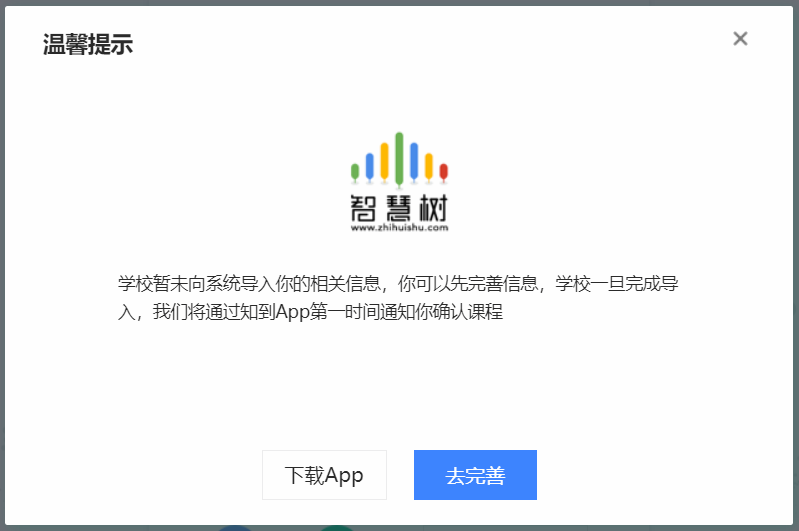 温馨提示
智慧树
www.zhihuishu.com
学校暂未向系统导入你的相关信息，你可以先完善信息，学校一旦完成导
入，我们将通过知到App第一时间通知你确认课程
下载App
去完善